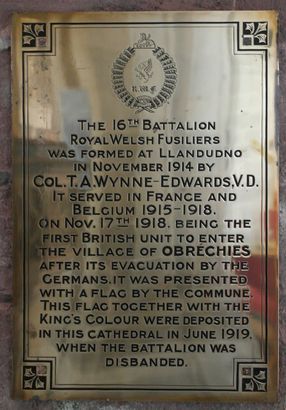 R.W.F.
THE 16TH BATTALION
ROYAL WELSH FUSILIERS
WAS FORMED AT LLANDUDNO
IN NOVEMBER 1914 BY
COL. T. A. WYNNE-EDWARDS, V.D.
IT SERVED IN FRANCE AND
BELGIUM 1915-1918.
ON NOV. 17TH 1918. BEING THE
FIRST BRITISH UNIT TO ENTER
THE VILLAGE OF OBRECHIES
AFTER ITS EVACUATION BY THE
GERMANS. IT WAS PRESENTED
WITH A FLAG BY THE COMMUNE.
THIS FLAG TOGETHER WITH THE
KING'S COLOUR WERE DEPOSITED
IN THIS CATHEDRAL IN JUNE 1919.
WHEN THE BATTALION WAS
DISBANDED.